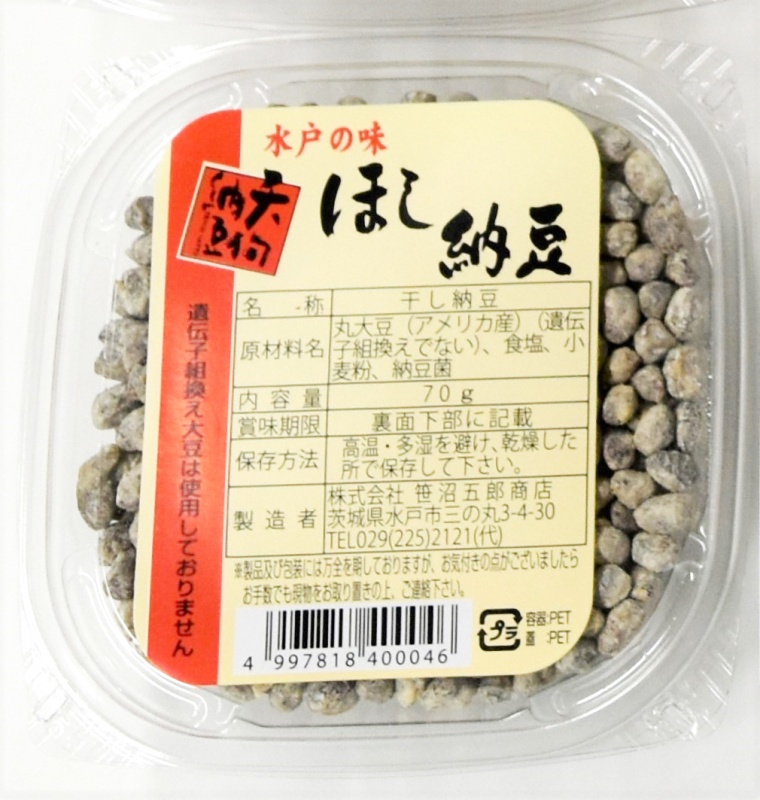 水戸の味
天狗
納豆
ほし
納豆
遺伝子組換え大豆は使用しておりません
名 称 干し納豆
原材料名 丸大豆（アメリカ産）（遺伝
子組換えでない）、食塩、小
麦粉、納豆菌
内容量 70g
賞味期限 裏面下部に記載
保存方法 高温・多湿を避け、乾燥した
所で保存して下さい。
製造者 株式会社 笹沼五郎商店
茨城県水戸市三の丸3-4-30
TEL029(225)2121(代)
※製品及び包装には万全を期しておりますが、お気付きの点がございましたら
お手数でも現物をお取り置きの上、ご連絡下さい。
4 997818 400046
プラ
容器:PET
蓋 :PET